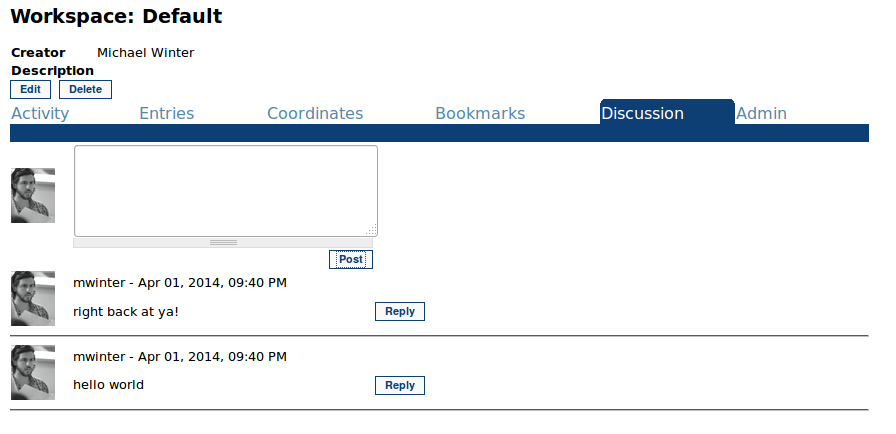 Workspace: Default
Creator Michael Winter
Description
Edit Delete
Activity Entries Coordinates Bookmarks Discussion Admin
Post
mwinter - Apr 01, 2014, 09:40 PM
right back at ya! Reply
mwinter - Apr 01, 2014, 09:40 PM
hello world Reply